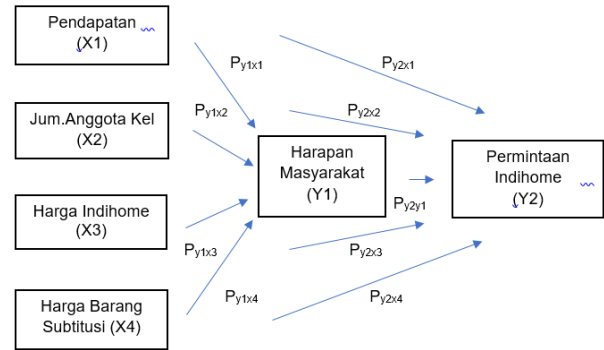 Pendapatan
(X1)
Py1x1
Py2x1
Jum.Anggota Kel
(X2)
Py1x2
Py2x2
Harapan
Masyarakat
(Y1)
Permintaan
Indihome
(Y2)
Harga Indihome
(X3)
Py2y1
Py1x3
Py2x3
Harga Barang
Subtitusi (X4)
Py1x4
Py2x4